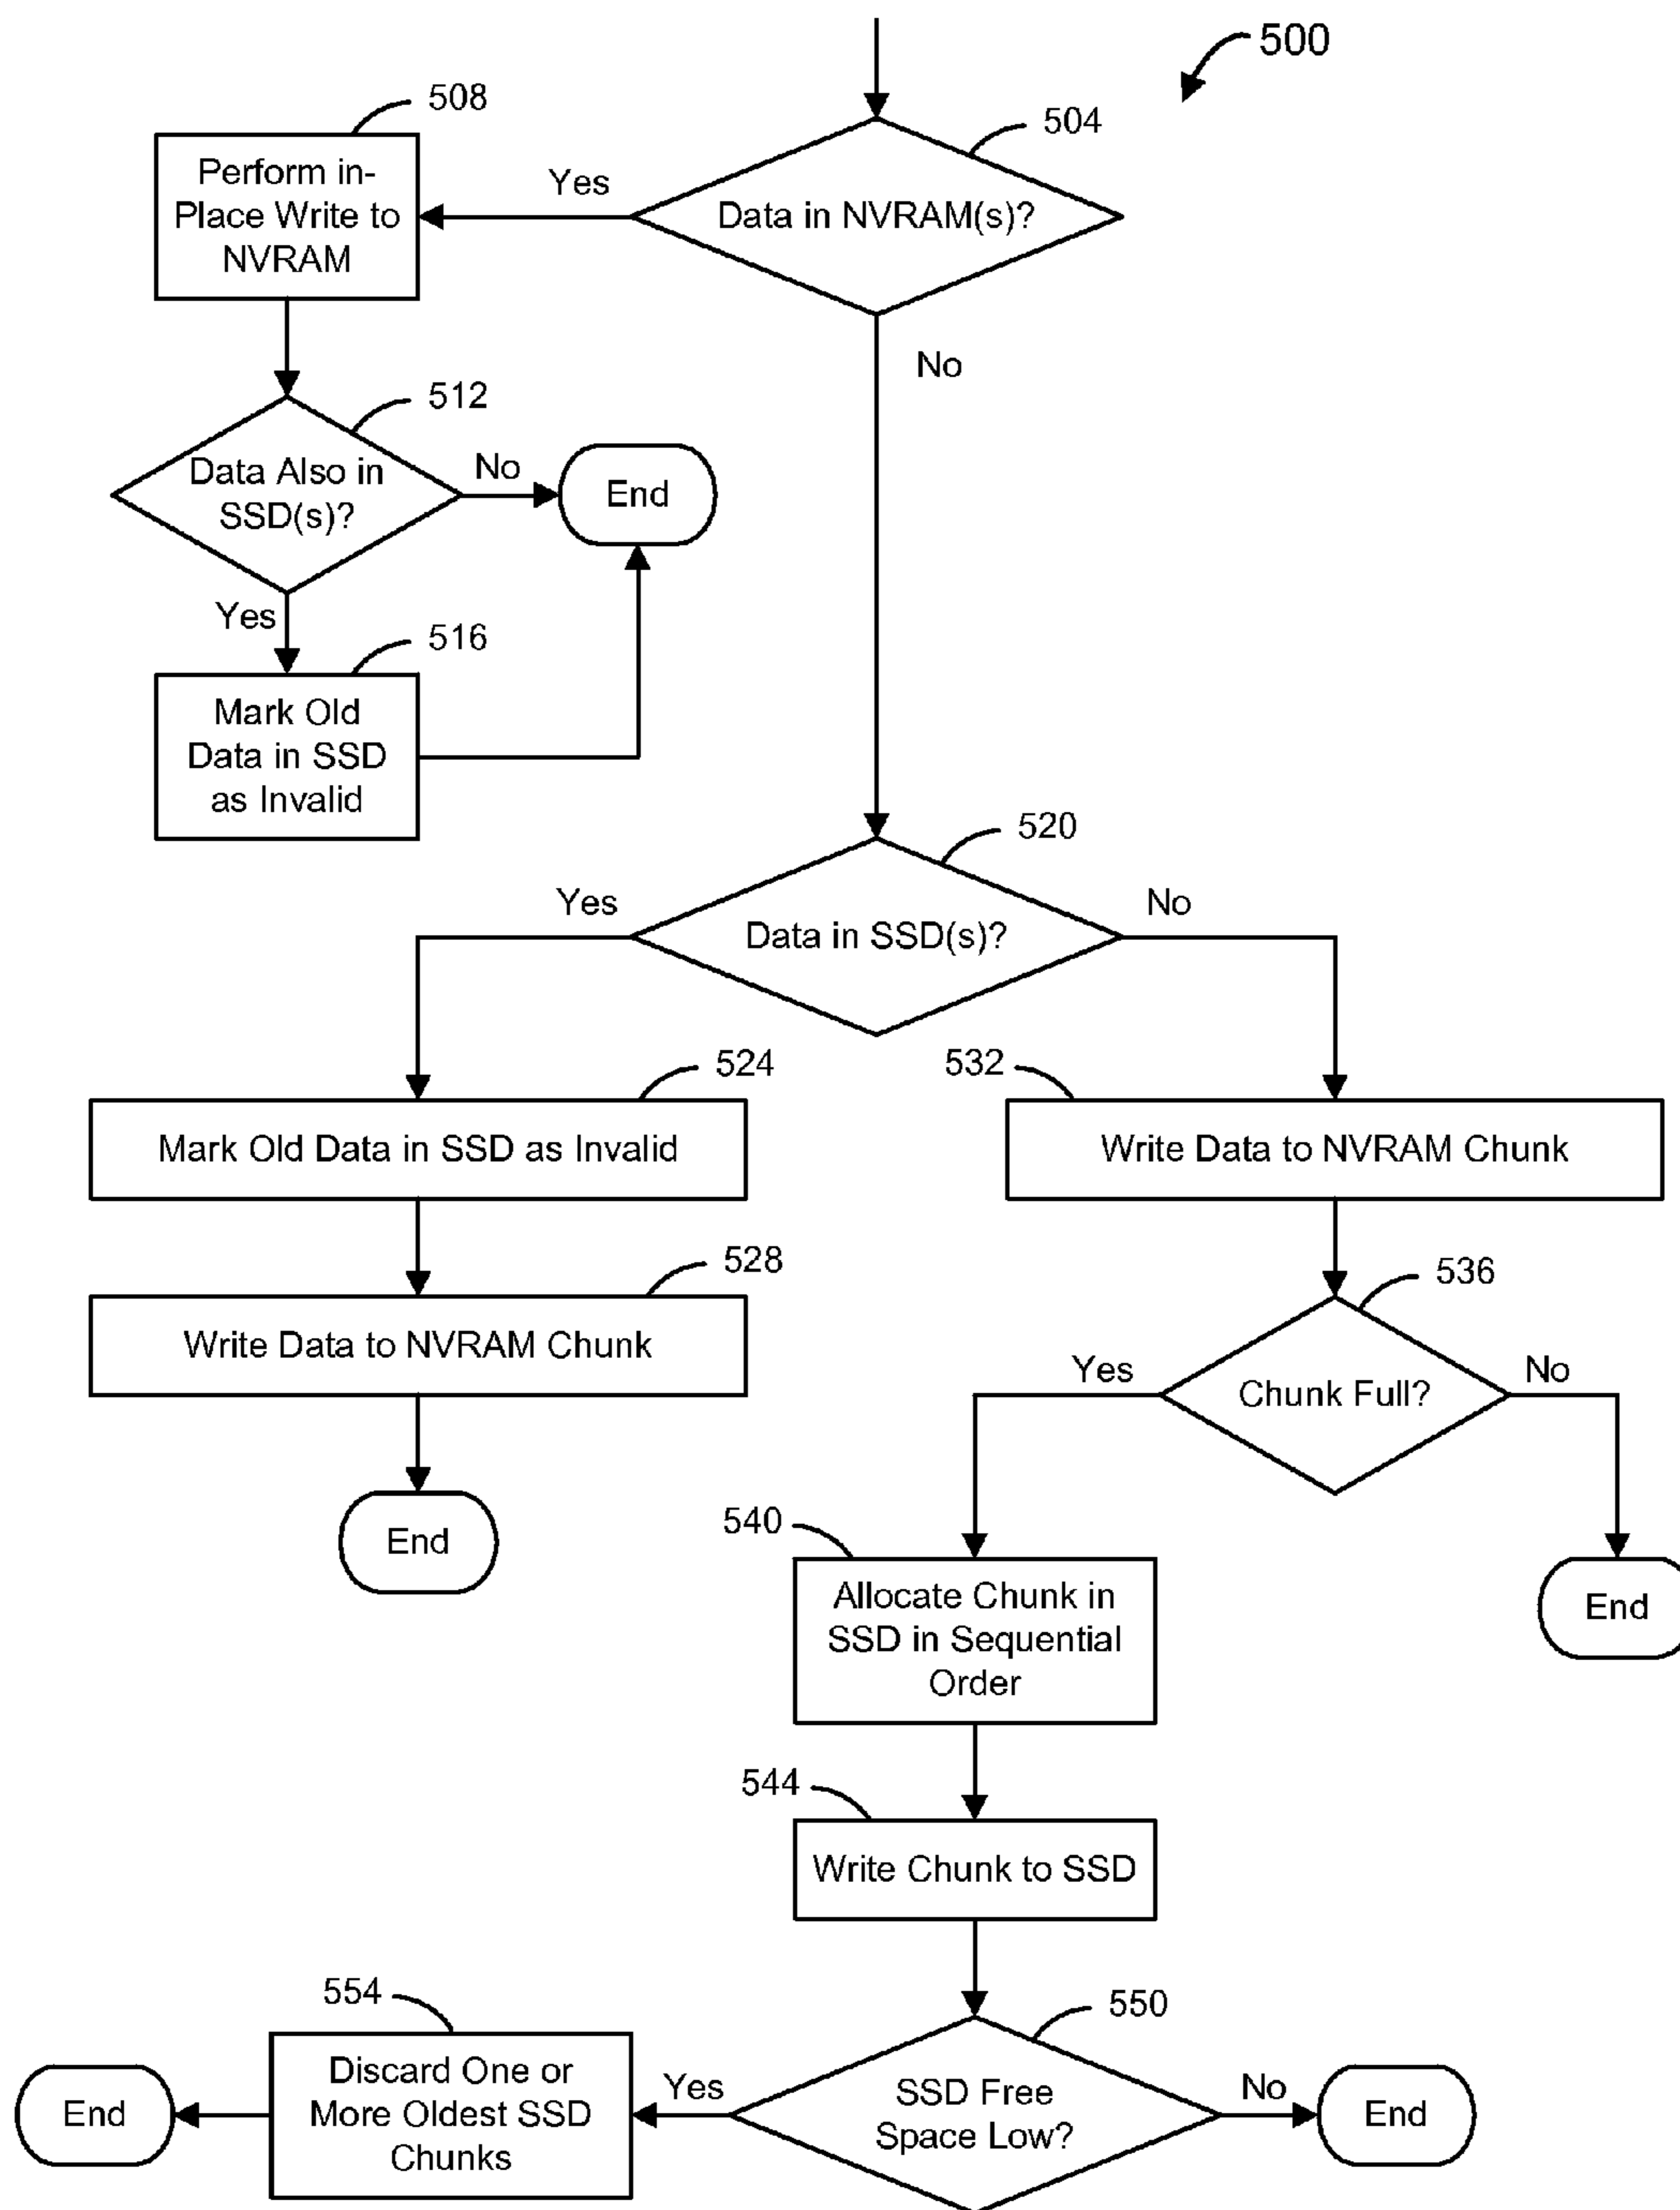 500
508
504
Perform in-
Place Write to
NVRAM
Yes
Data in NVRAM(s)?
No
512
Data Also in
SSD(s)?
No
End
Yes
516
Mark Old
Data in SSD
as Invalid
520
Yes
Data in SSD(s)?
No
524
532
Mark Old Data in SSD as Invalid
Write Data to NVRAM Chunk
528
536
Write Data to NVRAM Chunk
Yes
Chunk Full?
No
End
540
Allocate Chunk in
SSD in Sequential
Order
End
544
Write Chunk to SSD
554
550
End
Discard One or
More Oldest SSD
Chunks
Yes
SSD Free
Space Low?
No
End